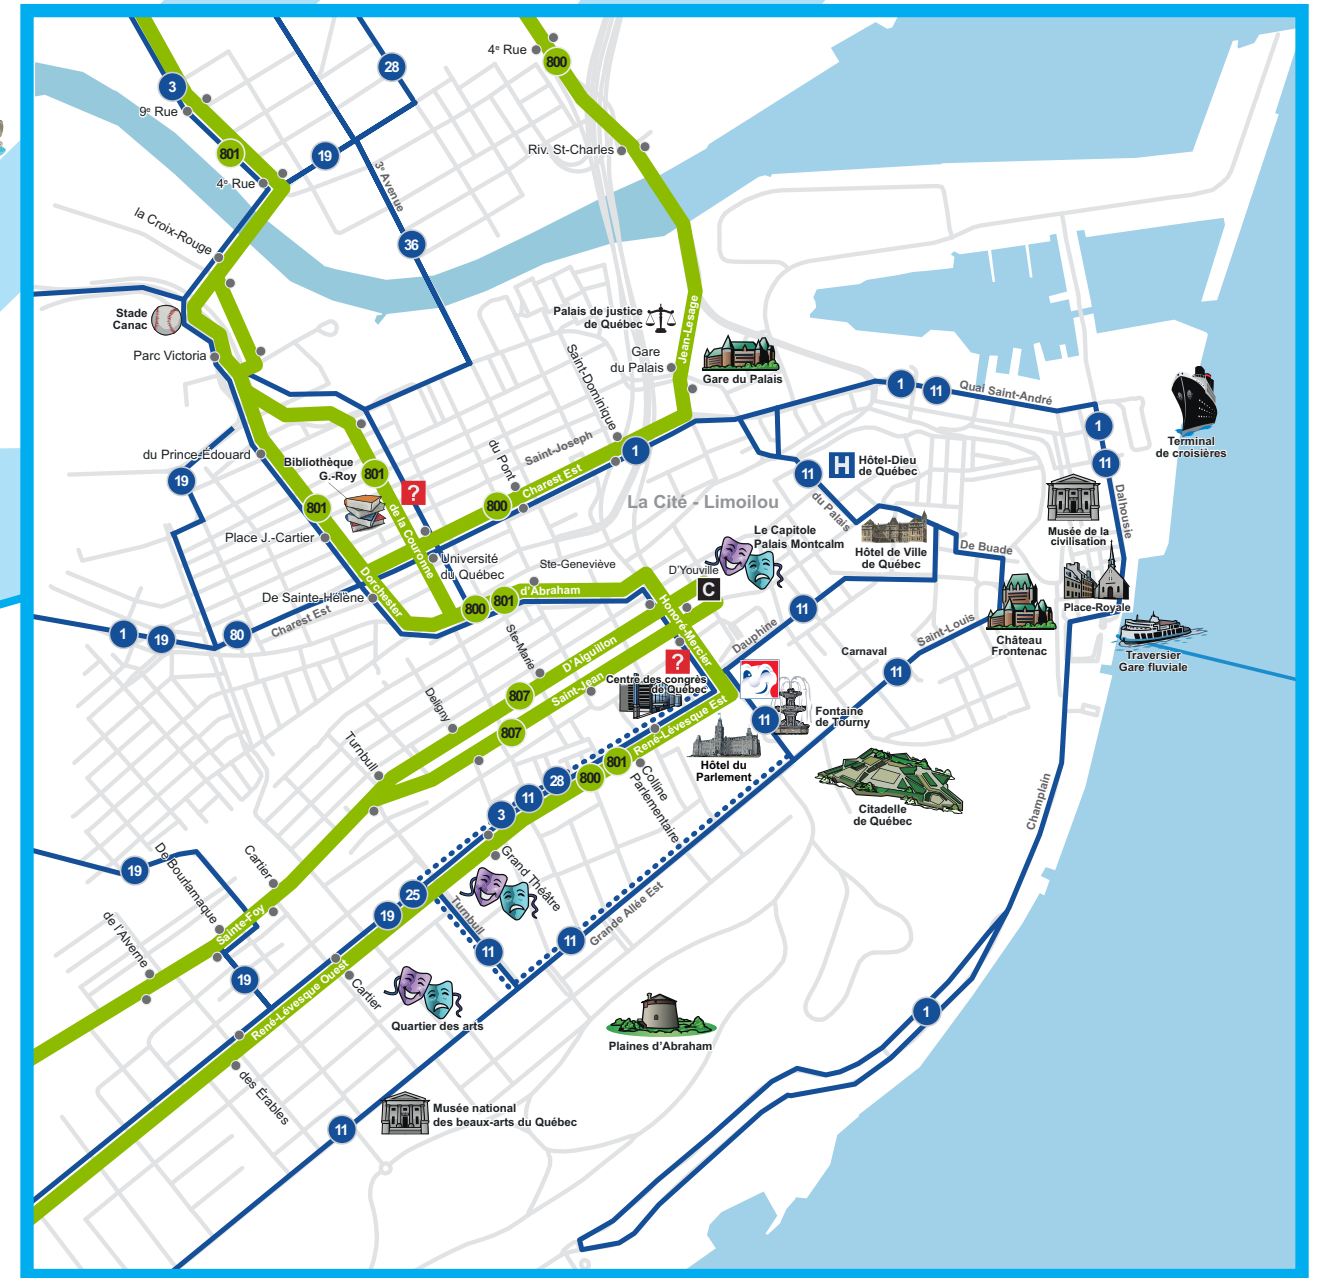 4e Rue
800
28
3
9e Rue
801
19
Riv. St-Charles
4e Rue
3e Avenue
la Croix-Rouge
36
Stade
Canac
Palais de justice
de Québec
Jean-Lesage
Parc Victoria
Gare
du Palais
Gare du Palais
Saint-Dominique
1
11
Quai Saint-André
1
Terminal
de croisières
du Prince-Édouard
Bibliothèque
G.-Roy
801
?
19
du Pont
Saint-Joseph
1
Charest Est
11
H
Hôtel-Dieu
de Québec
11
Dalhousie
801
de la Couronne
800
La Cité - Limoilou
du Palais
Musée de la
civilisation
Place J.-Cartier
Le Capitole
Palais Montcalm
Hôtel de Ville
de Québec
De Buade
Université
du Québec
Ste-Geneviève
D'Youville
C
Dorchester
De Sainte-Hélène
800
801
d'Abraham
Honoré-Mercier
11
Place-Royale
Château
Frontenac
Charest Est
1
19
80
Ste-Marie
D'Aiguillon
?
Dauphine
Saint-Louis
Carnaval
11
Traversier
Gare fluviale
807
Saint-Jean
Centre des congrès
de Québec
Deligny
807
René-Lévesque Est
11
Fontaine
de Tourny
Turnbull
Hôtel du
Parlement
801
800
28
11
3
Colline
Parlementaire
Citadelle
de Québec
Champlain
19
De Bourlamaque
Cartier
Grand Théâtre
25
19
Turnbull
Sainte-Foy
de l'Alverne
11
11
Grande Allée Est
19
René-Lévesque Ouest
Cartier
Quartier des arts
1
Plaines d'Abraham
des Érables
11
Musée national
des beaux-arts du Québec